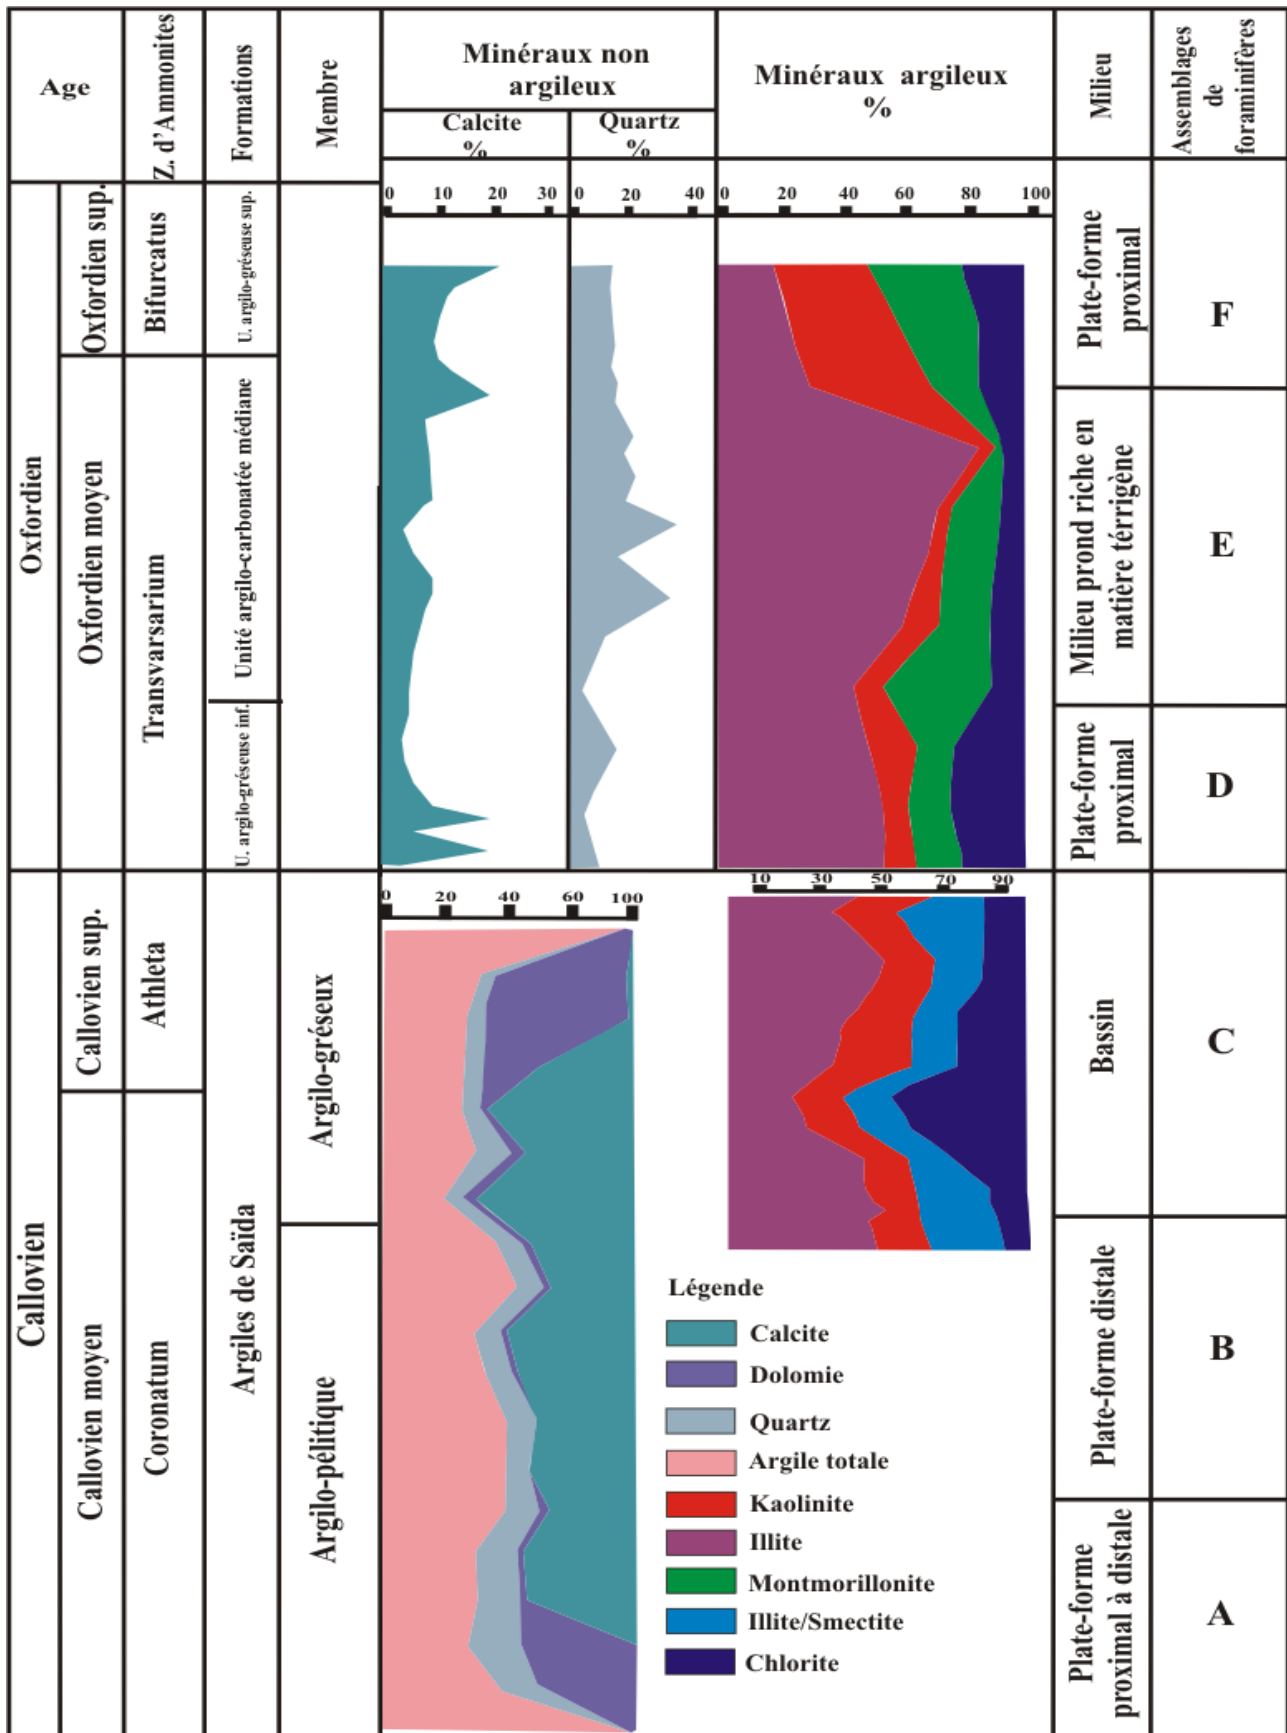 Age
Z. d'Ammonites
Formations
Membre
Minéraux non
argileux
Calcite
%
Quartz
%
Minéraux argileux
%
Milieu
Assemblages
de
foraminifères
0 10 20 30
0 20 40
0 20 40 60 80 100
Oxfordien
Oxfordien sup.
Bifurcatus
U. argilo-gréseuse sup.
Plate-forme
proximal
F
Oxfordien moyen
Transvarsarium
Unité argilo-carbonatée médiane
Milieu prond riche en
matière térrigène
E
U. argilo-gréseuse inf.
Plate-forme
proximal
D
Callovien
Callovien sup.
Athleta
Argiles de Saïda
Argilo-gréseux
0 20 40 60 100
10 30 50 70 90
Bassin
C
Callovien moyen
Coronatum
Argilo-pélitique
Plate-forme distale
B
Plate-forme
proximal à distale
A
Légende
Calcite
Dolomie
Quartz
Argile totale
Kaolinite
Illite
Montmorillonite
Illite/Smectite
Chlorite